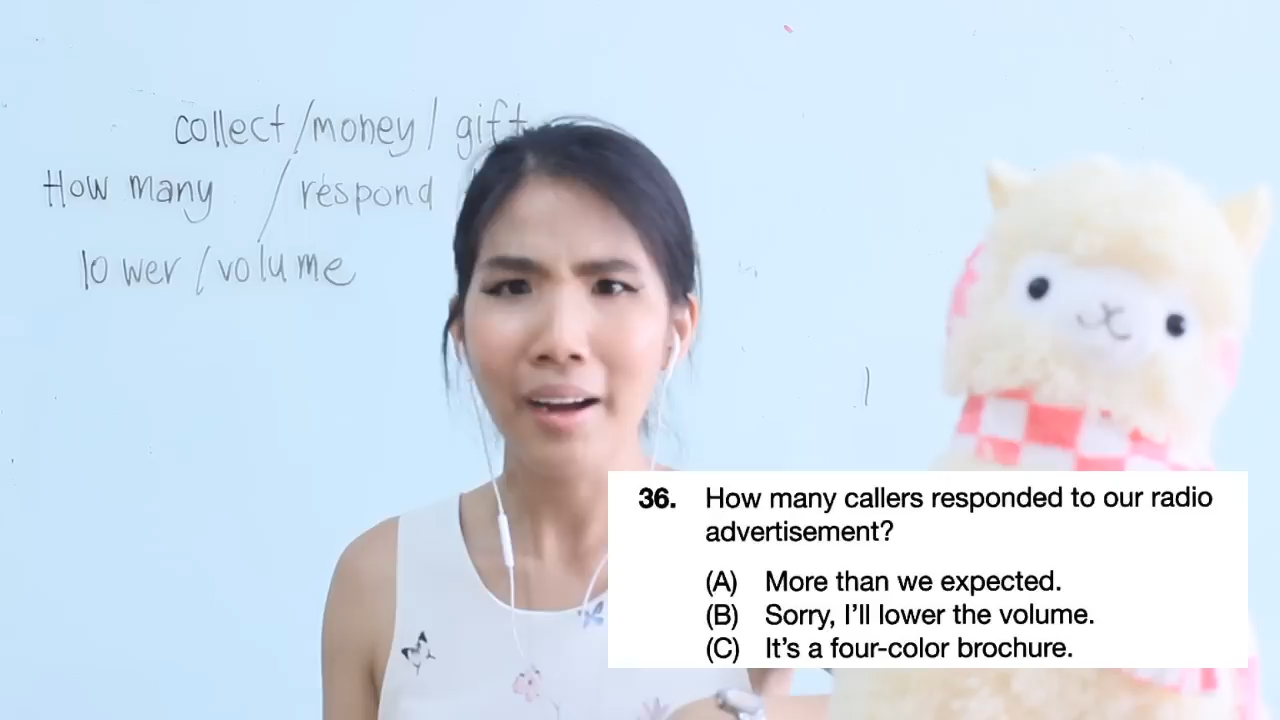 collect / money / gift
How many / respond
lower / volume
36. How many callers responded to our radio
advertisement?
(A) More than we expected.
(B) Sorry, I'll lower the volume.
(C) It's a four-color brochure.